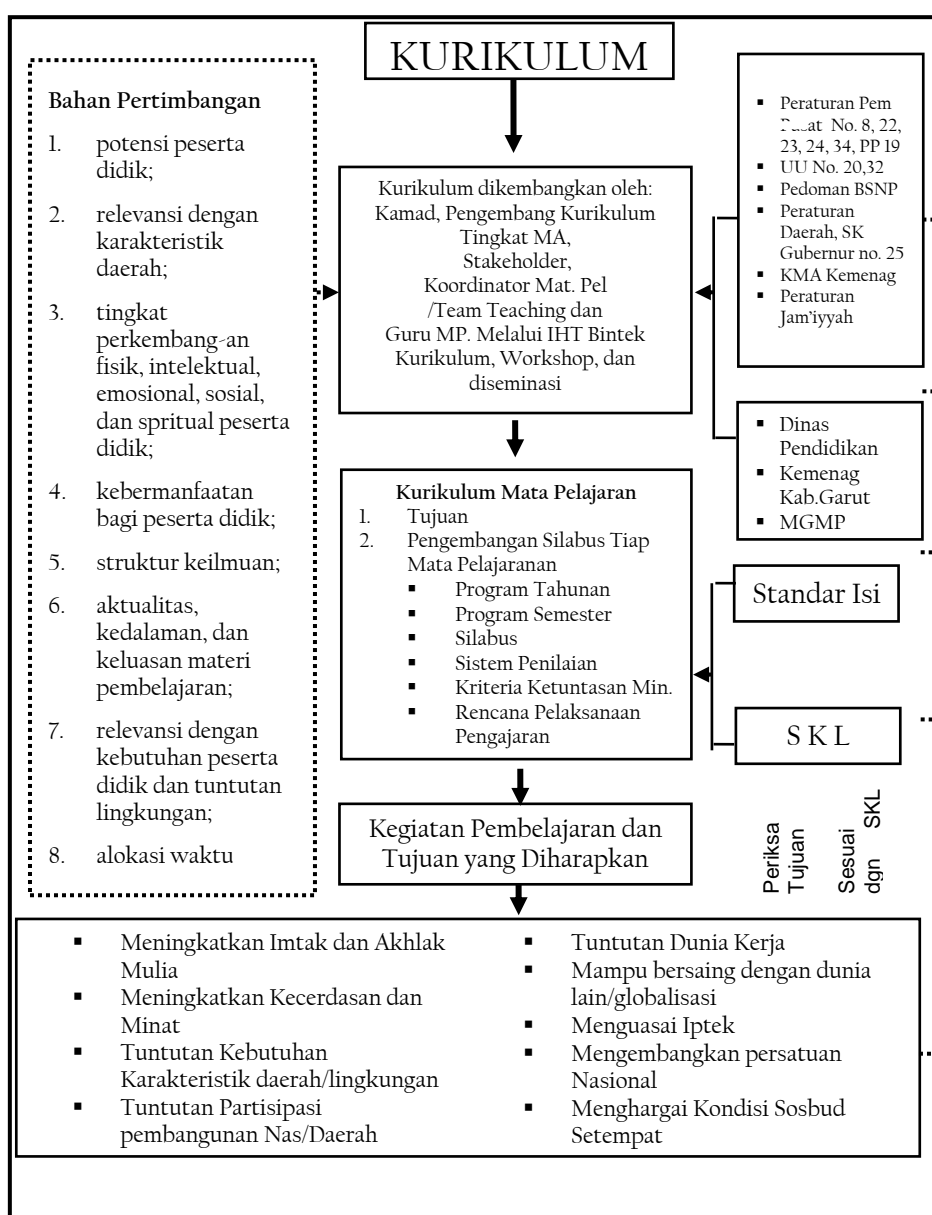 KURIKULUM
Bahan Pertimbangan
1. potensi peserta
didik;
2. relevansi dengan
karakteristik
daerah;
3. tingkat
perkembang-an
fisik, intelektual,
emosional, sosial,
dan spritual peserta
didik;
4. kebermanfaatan
bagi peserta didik;
5. struktur keilmuan;
6. aktualitas,
kedalaman, dan
keluasan materi
pembelajaran;
7. relevansi dengan
kebutuhan peserta
didik dan tuntutan
lingkungan;
8. alokasi waktu
Kurikulum dikembangkan oleh:
Kamad, Pengembang Kurikulum
Tingkat MA,
Stakeholder,
Koordinator Mat. Pel
/Team Teaching dan
Guru MP. Melalui IHT Bintek
Kurikulum, Workshop, dan
diseminasi
▪ Peraturan Pem
Pusat No. 8, 22,
23, 24, 34, PP 19
▪ UU No. 20,32
▪ Pedoman BSNP
▪ Peraturan
Daerah, SK
Gubernur no. 25
▪ KMA Kemenag
▪ Peraturan
Jam'iyyah
▪ Dinas
Pendidikan
▪ Kemenag
Kab.Garut
▪ MGMP
Kurikulum Mata Pelajaran
1. Tujuan
2. Pengembangan Silabus Tiap
Mata Pelajaranan
▪ Program Tahunan
▪ Program Semester
▪ Silabus
▪ Sistem Penilaian
▪ Kriteria Ketuntasan Min.
▪ Rencana Pelaksanaan
Pengajaran
Standar Isi
S K L
Kegiatan Pembelajaran dan
Tujuan yang Diharapkan
Periksa
Tujuan
Sesuai
dgn SKL
▪ Meningkatkan Imtak dan Akhlak
Mulia
▪ Meningkatkan Kecerdasan dan
Minat
▪ Tuntutan Kebutuhan
Karakteristik daerah/lingkungan
▪ Tuntutan Partisipasi
pembangunan Nas/Daerah
▪ Tuntutan Dunia Kerja
▪ Mampu bersaing dengan dunia
lain/globalisasi
▪ Menguasai Iptek
▪ Mengembangkan persatuan
Nasional
▪ Menghargai Kondisi Sosbud
Setempat